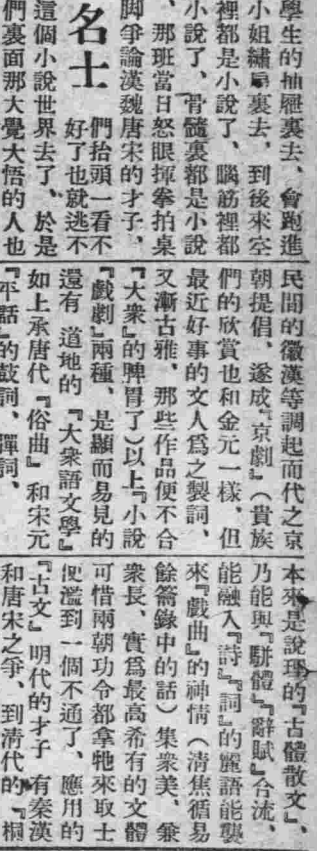 學生的抽屜裏去、會跑進
小姐繡房裏去、到後來空
裡都是小說了、腦筋裡都
小說了、骨髓裏都是小說
、那班當日怒眼揮拳拍桌
脚爭論漢魏唐宋的才子、
名士
們抬頭一看不
好了也就逃不
這個小說世界去了、於是
們裏面那大覺大悟的人也
民間的徽漢等調起而代之京
朝提倡、遂成『京劇』(貴族
們的欣賞也和金元一樣、但
最近好事的文人爲之製詞、
又漸古雅、那些作品便不合
『大衆』的脾胃了)以上『小說
『戲劇』兩種、是顯而易見的
還有 道地的『大衆語文學』
如上承唐代『俗曲』和宋元
『平話』的鼓詞、彈詞、
本來是說理的『古體散文』、
乃能與『駢體』『辭賦』合流、
能融入『詩』『詞』的麗語能襲
來『戲曲』的神情(清焦循易
餘籥錄中的話)集衆美、兼
衆長、實爲最高希有的文體
可惜兩朝功令都拿牠來取士
便濫到一個不通了、應用的
『古文』明代的才子 有秦漢
和唐宋之爭、到清代的『桐